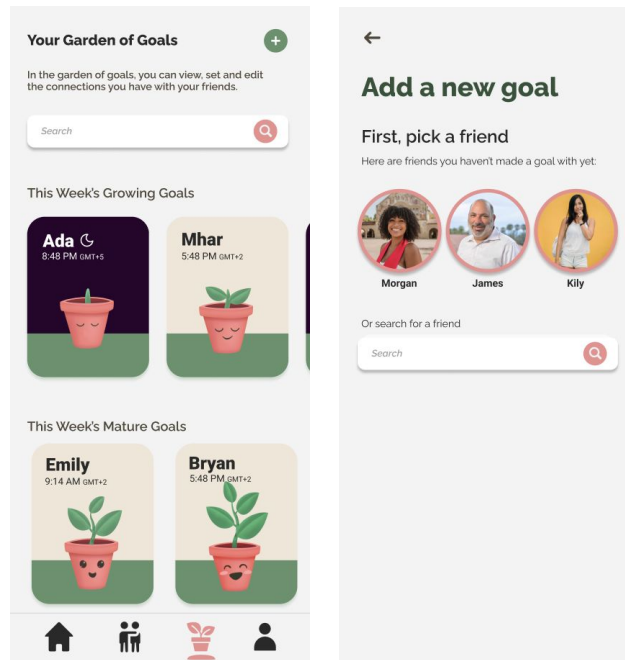 Your Garden of Goals
In the garden of goals, you can view, set and edit
the connections you have with your friends.
Search
This Week's Growing Goals
Ada
8:48 PM GMT+5
Mhar
5:48 PM GMT+2
This Week's Mature Goals
Emily
9:14 AM GMT+2
Bryan
5:48 PM GMT+2
Add a new goal
First, pick a friend
Here are friends you haven't made a goal with yet:
Morgan
James
Kily
Or search for a friend
Search